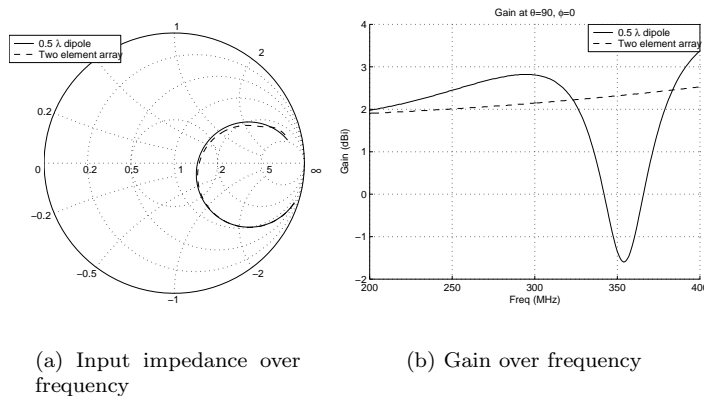 1
0.5 λ dipole
Two element array
2
0.2
0
0.2
0.5
1
2
5
∞
−0.2
−0.5
−2
−1
Gain at θ=90, ϕ=0
0.5 λ dipole
Two element array
Gain (dBi)
4
3
2
1
0
−1
−2
200
250
300
350
400
Freq (MHz)
(a) Input impedance over
frequency
(b) Gain over frequency